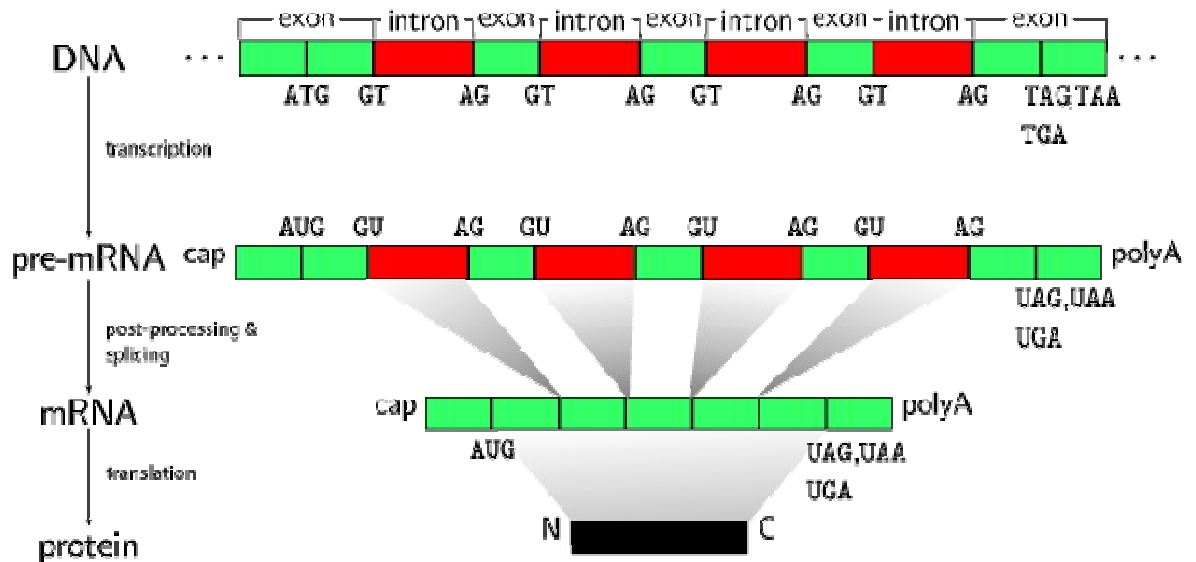 exon intron exon intron exon intron exon intron exon
DNA ... ...
ATG GT AG GT AG GT AG GT AG TAG,TAA
TGA
transcription
AUG GU AG GU AG GU AG GU AG
pre-mRNA cap polyA
UAG,UAA
UGA
post-processing &
splicing
mRNA cap polyA
AUG UAG,UAA
UGA
translation
N C
protein